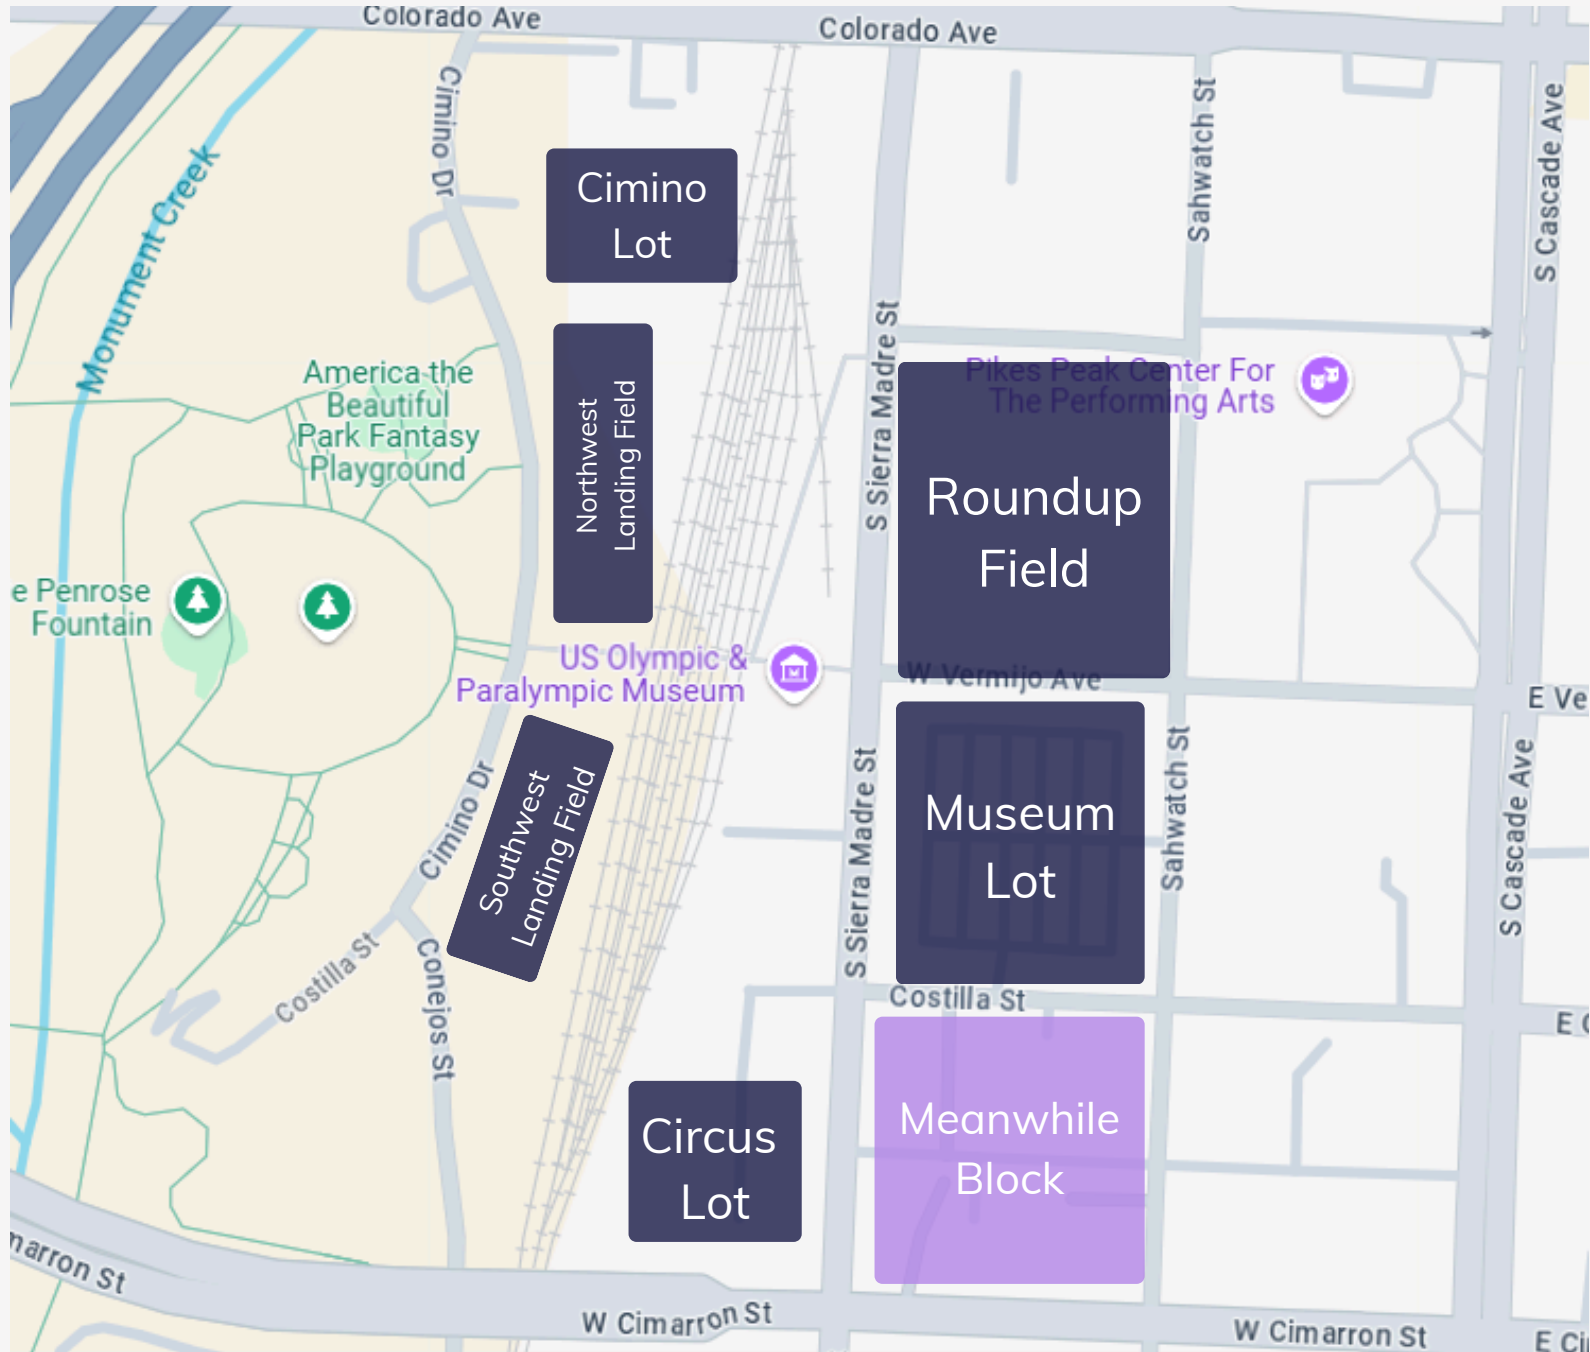 Colorado Ave
Colorado Ave
Cimino Dr
Sahwatch St
S Cascade Ave
Monument Creek
Cimino
Lot
S Sierra Madre St
Northwest
Landing Field
America the
Beautiful
Park Fantasy
Playground
Pikes Peak Center For
The Performing Arts
Roundup
Field
e Penrose
Fountain
US Olympic &
Paralympic Museum
W Vermijo Ave
E Ve
Southwest
Landing Field
Cimino Dr
S Sierra Madre St
Museum
Lot
Sahwatch St
S Cascade Ave
Costilla St
Conejos St
Costilla St
E C
Circus
Lot
Meanwhile
Block
marron St
W Cimarron St
W Cimarron St
E Ci